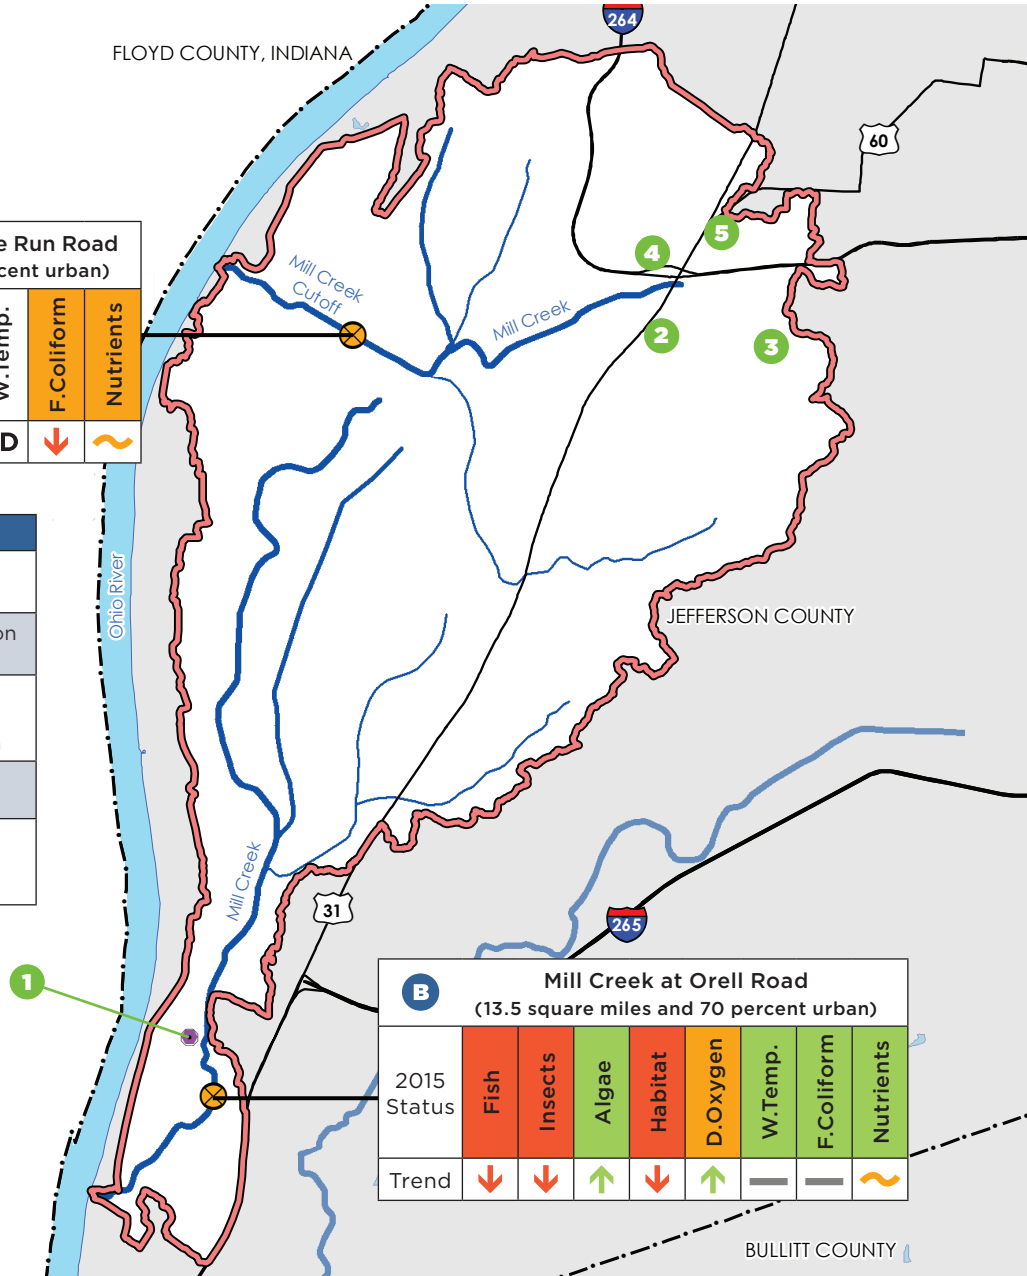 264
FLOYD COUNTY, INDIANA
60
e Run Road
cent urban)
W.Temp.
F.Coliform
Nutrients
D
Mill Creek
Cutoff
Mill Creek
5
4
2
3
on
Ohio River
JEFFERSON COUNTY
Mill Creek
31
265
1
B
Mill Creek at Orell Road
(13.5 square miles and 70 percent urban)
2015
Status
Fish
Insects
Algae
Habitat
D.Oxygen
W.Temp.
F.Coliform
Nutrients
Trend
BULLITT COUNTY